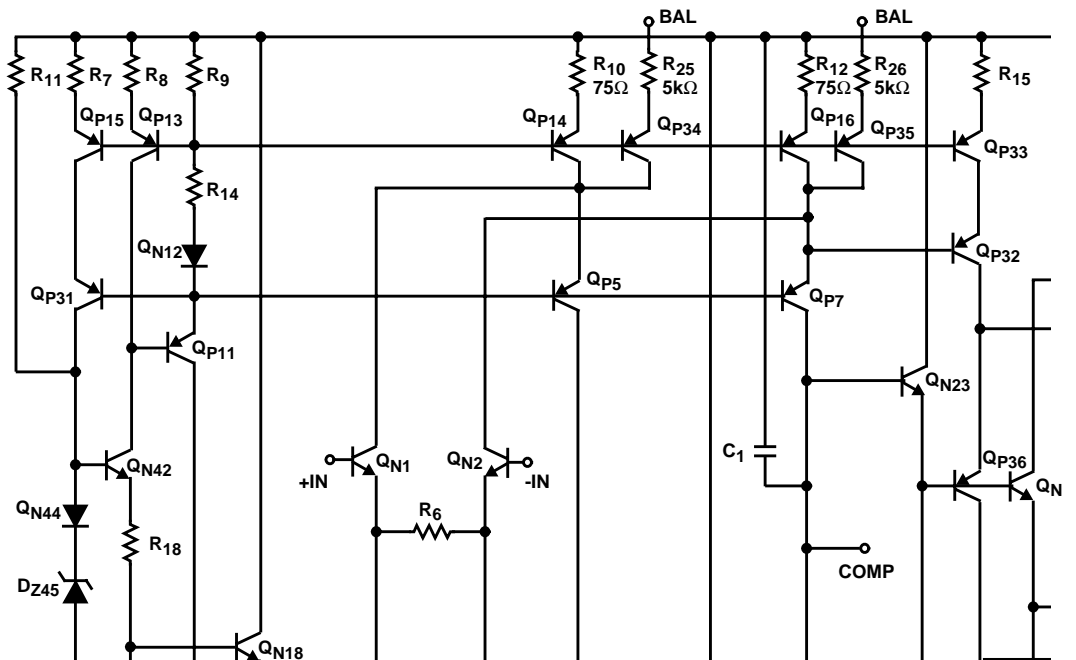 BAL BAL
R11 R7 R8 R9 R10 75Ω R25 5kΩ R12 75Ω R26 5kΩ R15
QP15 QP13 QP14 QP34 QP16 QP35 QP33
R14
QN12 QP32
QP31 QP5 QP7
QP11
QN23
C1
QN42 QN1 QN2 QP36
+IN -IN QN
QN44 R6
R18
DZ45 COMP
QN18